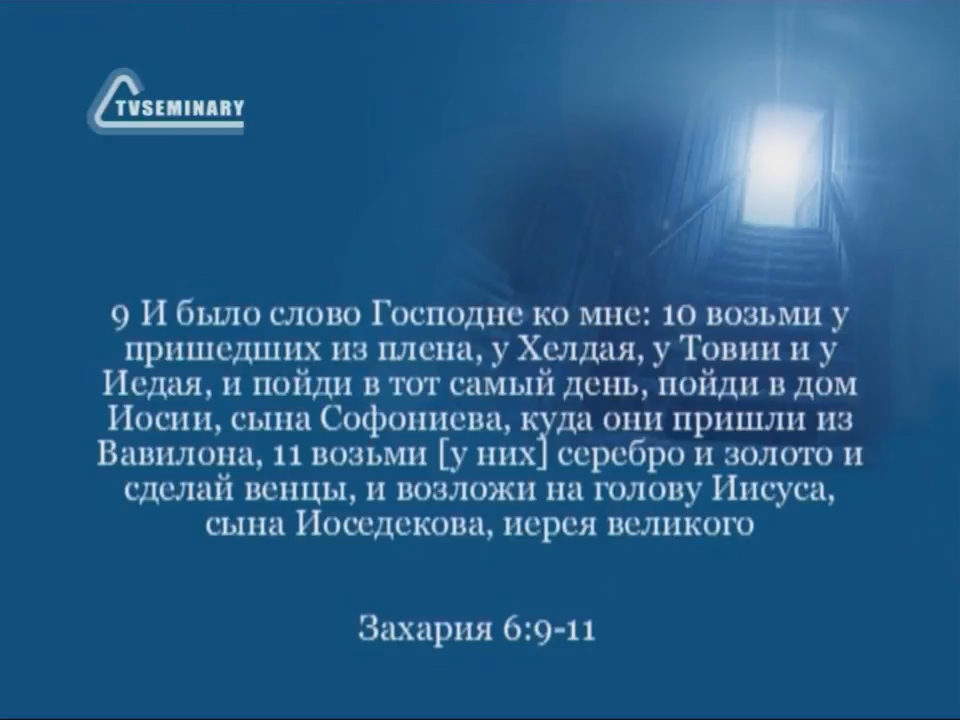 TVSEMINARY
9 И было слово Господне ко мне: 10 возьми у
пришедших из плена, у Хелдая, у Товии и у
Иедая, и пойди в тот самый день, пойди в дом
Иосии, сына Софониева, куда они пришли из
Вавилона, 11 возьми [у них] серебро и золото и
сделай венцы, и возложи на голову Иисуса,
сына Иоседекова, иерея великого
Захария 6:9-11